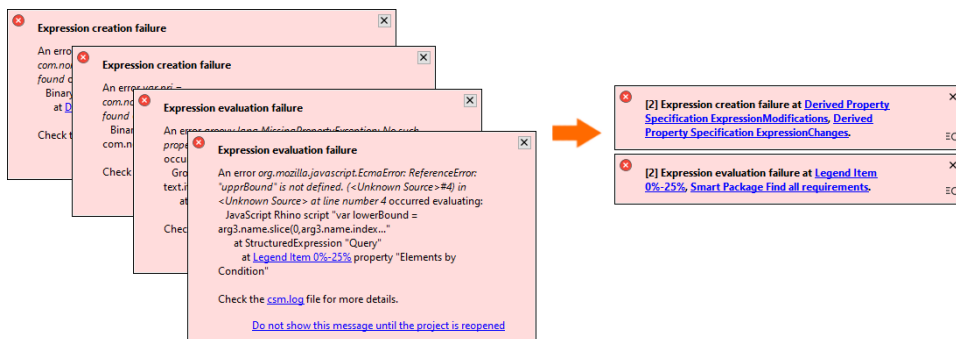 Expression creation failure
An erro
com.no
found o
Binary
at D
Check t
Expression creation failure
An error var pri =
com.no
found
Binar
com.n
Check
Expression evaluation failure
An error groovy.lang.MissingPropertyException: No such
prope
occu
Gro
text.i
at
Chec
Expression evaluation failure
An error org.mozilla.javascript.EcmaError: ReferenceError:
"upprBound" is not defined. (<Unknown Source>#4) in
<Unknown Source> at line number 4 occurred evaluating:
JavaScript Rhino script "var lowerBound =
arg3.name.slice(0,arg3.name.index..."
at StructuredExpression "Query"
at Legend Item 0%-25% property "Elements by
Condition"
Check the csm.log file for more details.
Do not show this message until the project is reopened
[2] Expression creation failure at Derived Property
Specification ExpressionModifications, Derived
Property Specification ExpressionChanges.
[2] Expression evaluation failure at Legend Item
0%-25%, Smart Package Find all requirements.